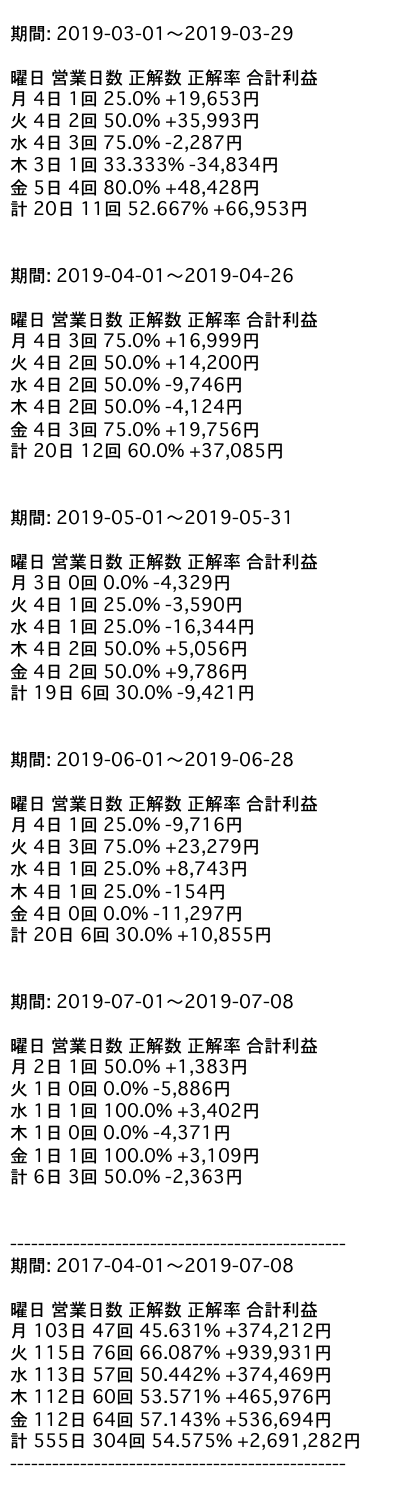 期間: 2019-03-01〜2019-03-29
曜日 営業日数 正解数 正解率 合計利益
月 4日 1回 25.0% +19,653円
火 4日 2回 50.0% +35,993円
水 4日 3回 75.0% -2,287円
木 3日 1回 33.333% -34,834円
金 5日 4回 80.0% +48,428円
計 20日 11回 52.667% +66,953円
期間: 2019-04-01〜2019-04-26
曜日 営業日数 正解数 正解率 合計利益
月 4日 3回 75.0% +16,999円
火 4日 2回 50.0% +14,200円
水 4日 2回 50.0% -9,746円
木 4日 2回 50.0% -4,124円
金 4日 3回 75.0% +19,756円
計 20日 12回 60.0% +37,085円
期間: 2019-05-01〜2019-05-31
曜日 営業日数 正解数 正解率 合計利益
月 3日 0回 0.0% -4,329円
火 4日 1回 25.0% -3,590円
水 4日 1回 25.0% -16,344円
木 4日 2回 50.0% +5,056円
金 4日 2回 50.0% +9,786円
計 19日 6回 30.0% -9,421円
期間: 2019-06-01〜2019-06-28
曜日 営業日数 正解数 正解率 合計利益
月 4日 1回 25.0% -9,716円
火 4日 3回 75.0% +23,279円
水 4日 1回 25.0% +8,743円
木 4日 1回 25.0% -154円
金 4日 0回 0.0% -11,297円
計 20日 6回 30.0% +10,855円
期間: 2019-07-01〜2019-07-08
曜日 営業日数 正解数 正解率 合計利益
月 2日 1回 50.0% +1,383円
火 1日 0回 0.0% -5,886円
水 1日 1回 100.0% +3,402円
木 1日 0回 0.0% -4,371円
金 1日 1回 100.0% +3,109円
計 6日 3回 50.0% -2,363円
------------------------------------------------
期間: 2017-04-01〜2019-07-08
曜日 営業日数 正解数 正解率 合計利益
月 103日 47回 45.631% +374,212円
火 115日 76回 66.087% +939,931円
水 113日 57回 50.442% +374,469円
木 112日 60回 53.571% +465,976円
金 112日 64回 57.143% +536,694円
計 555日 304回 54.575% +2,691,282円
------------------------------------------------